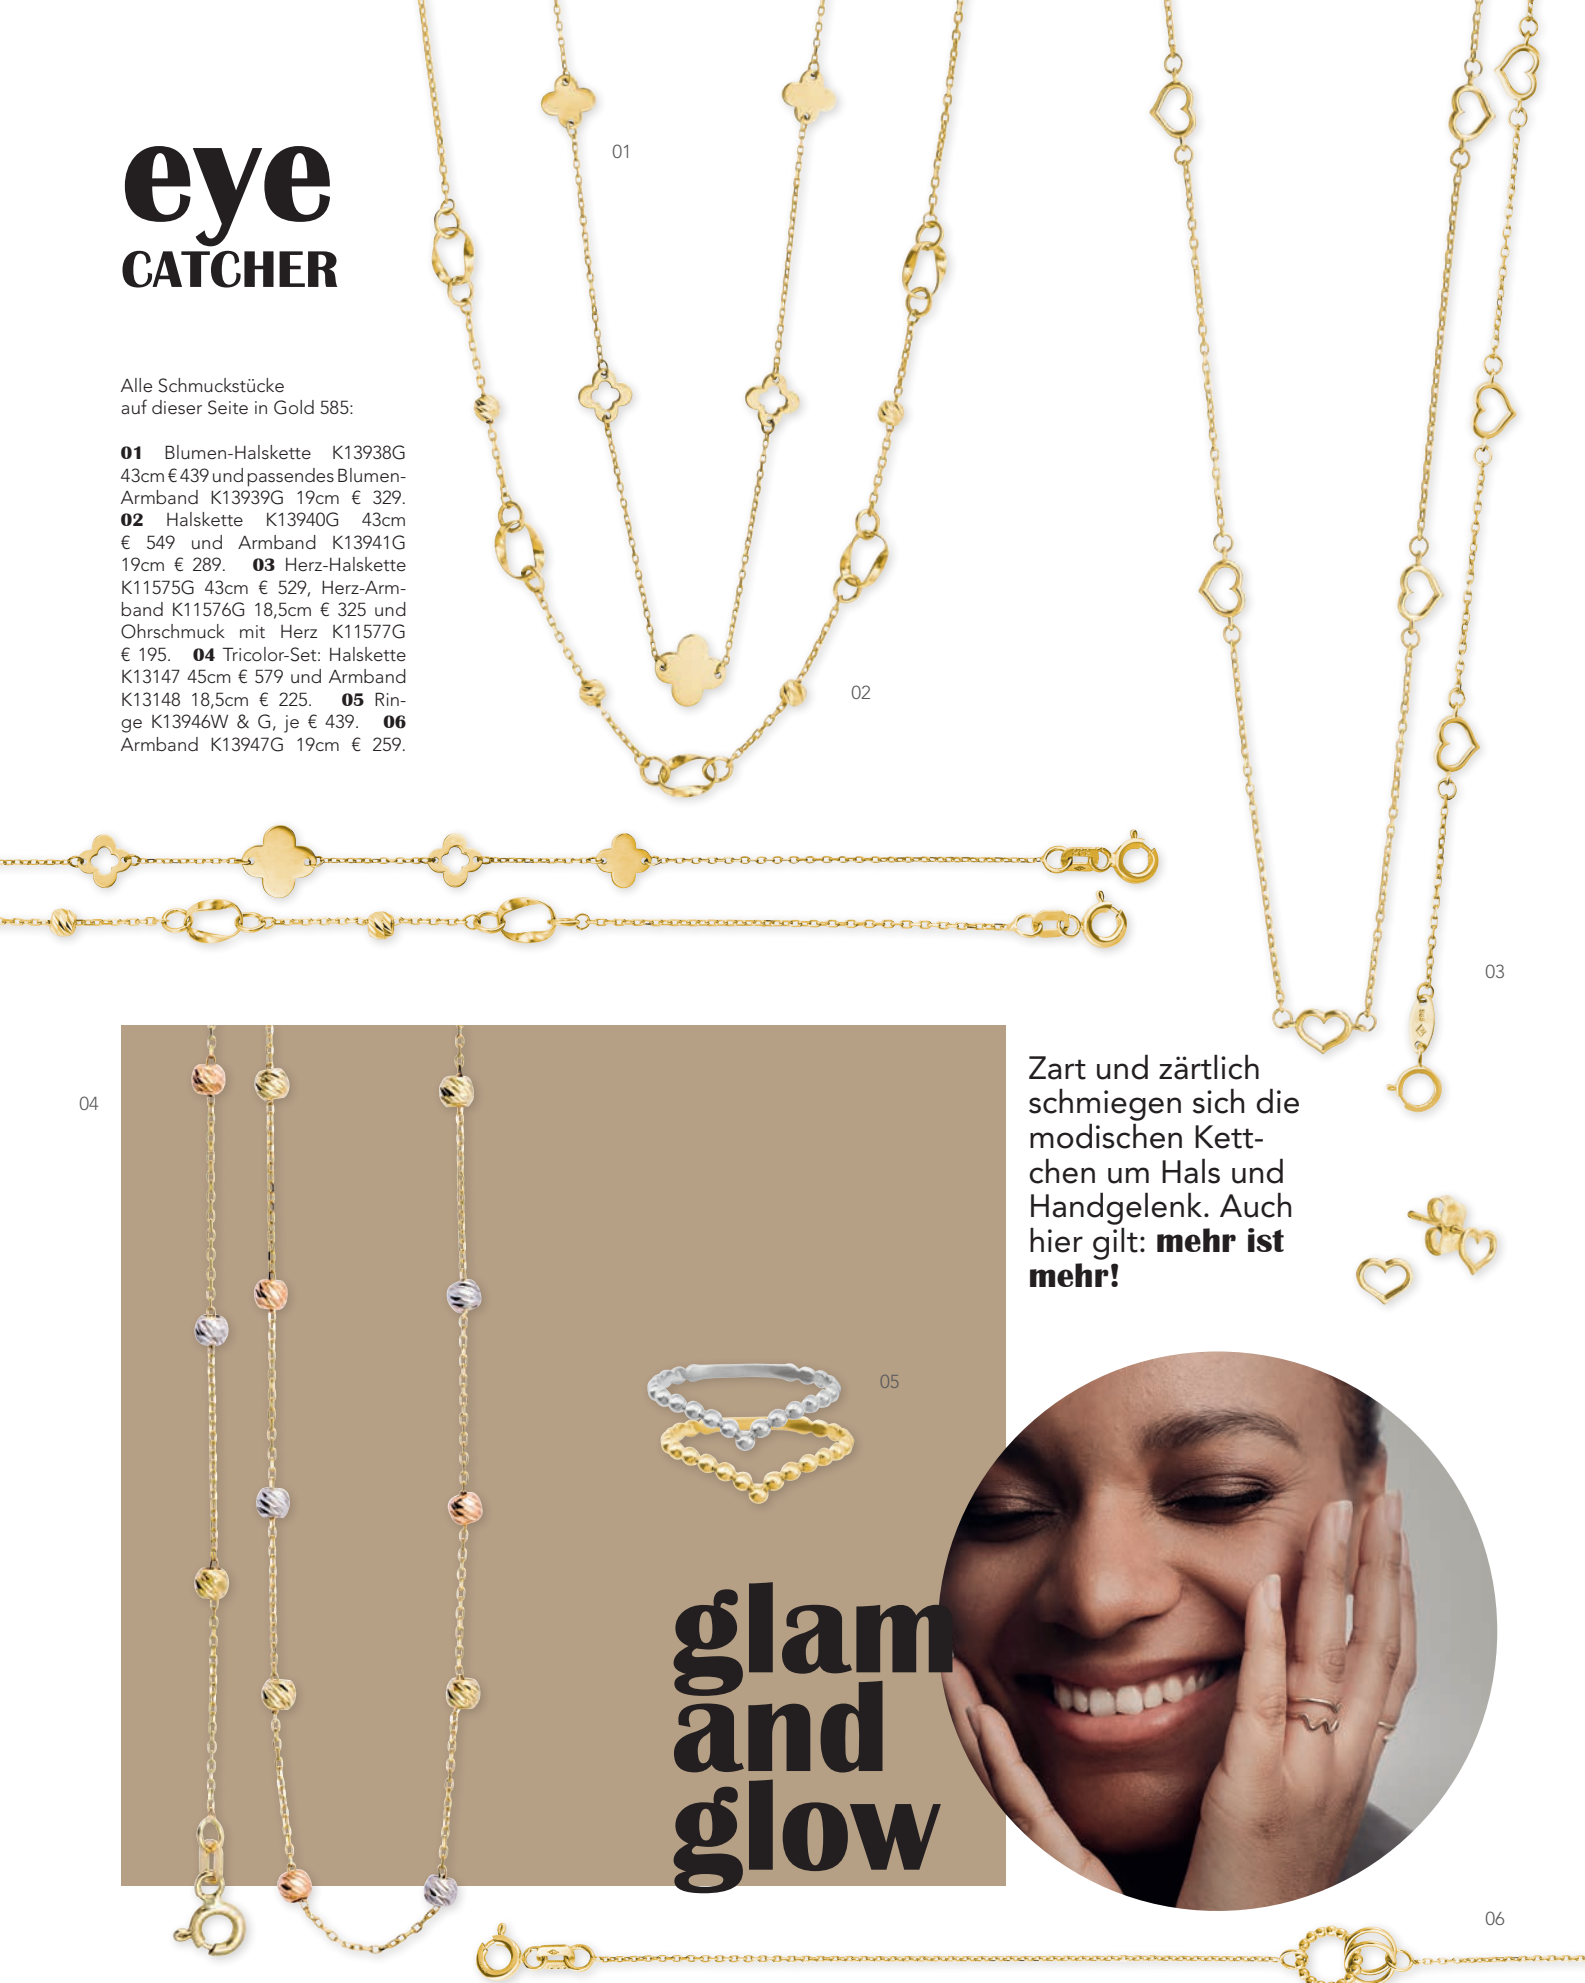 eye
CATCHER
Alle Schmuckstücke
auf dieser Seite in Gold 585:
01 Blumen-Halskette K13938G
43cm € 439 und passendes Blumen-
Armband K13939G 19cm € 329.
02 Halskette K13940G 43cm
€ 549 und Armband K13941G
19cm € 289. 03 Herz-Halskette
K11575G 43cm € 529, Herz-Arm-
band K11576G 18,5cm € 325 und
Ohrschmuck mit Herz K11577G
€ 195. 04 Tricolor-Set: Halskette
K13147 45cm € 579 und Armband
K13148 18,5cm € 225. 05 Rin-
ge K13946W & G, je € 439. 06
Armband K13947G 19cm € 259.
01
02
03
04
Zart und zärtlich
schmiegen sich die
modischen Kett-
chen um Hals und
Handgelenk. Auch
hier gilt: mehr ist
mehr!
05
glam
and
glow
06